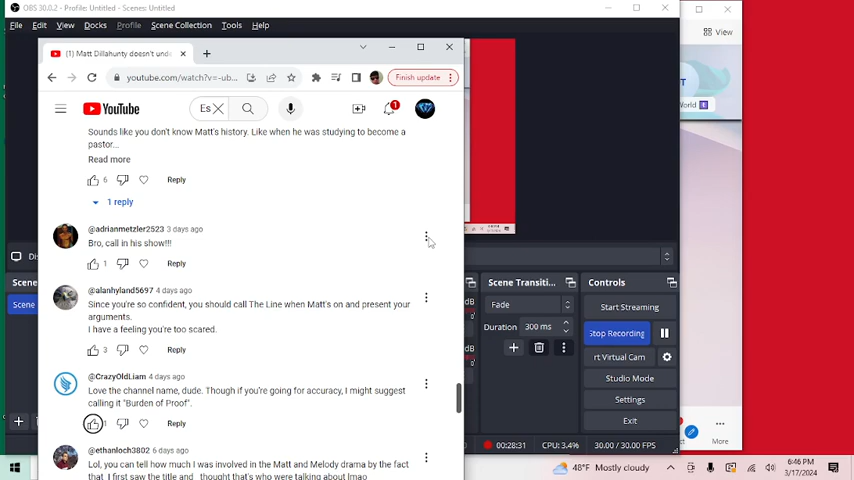 OBS 30.0.2 - Profile: Untitled - Scenes: Untitled
File Edit View Docks Profile Scene Collection Tools Help
View
(1) Matt Dillahunty doesn't und
youtube.com/watch?v=-ub...
Finish update
YouTube
Es
1
World
Sounds like you don't know Matt's history. Like when he was studying to become a
pastor...
Read more
6 Reply
1 reply
@adrianmetzler2523 3 days ago
Bro, call in his show!!!
1 Reply
@alanhyland5697 4 days ago
Since you're so confident, you should call The Line when Matt's on and present your
arguments.
I have a feeling you're too scared.
3 Reply
@CrazyOldLiam 4 days ago
Love the channel name, dude. Though if you're going for accuracy, I might suggest
calling it "Burden of Proof".
1 Reply
@ethanloch3802 6 days ago
Lol, you can tell how much I was involved in the Matt and Melody drama by the fact
that I first saw the title and thought that's who were talking about lmao
Scene
Scene
dB
dB
Scene Transiti...
Fade
Duration 300 ms
Controls
Start Streaming
Stop Recording
rt Virtual Cam
Studio Mode
Settings
Exit
More
00:28:31 CPU: 3.4% 30.00 / 30.00 FPS
48°F Mostly cloudy
6:46 PM
3/17/2024